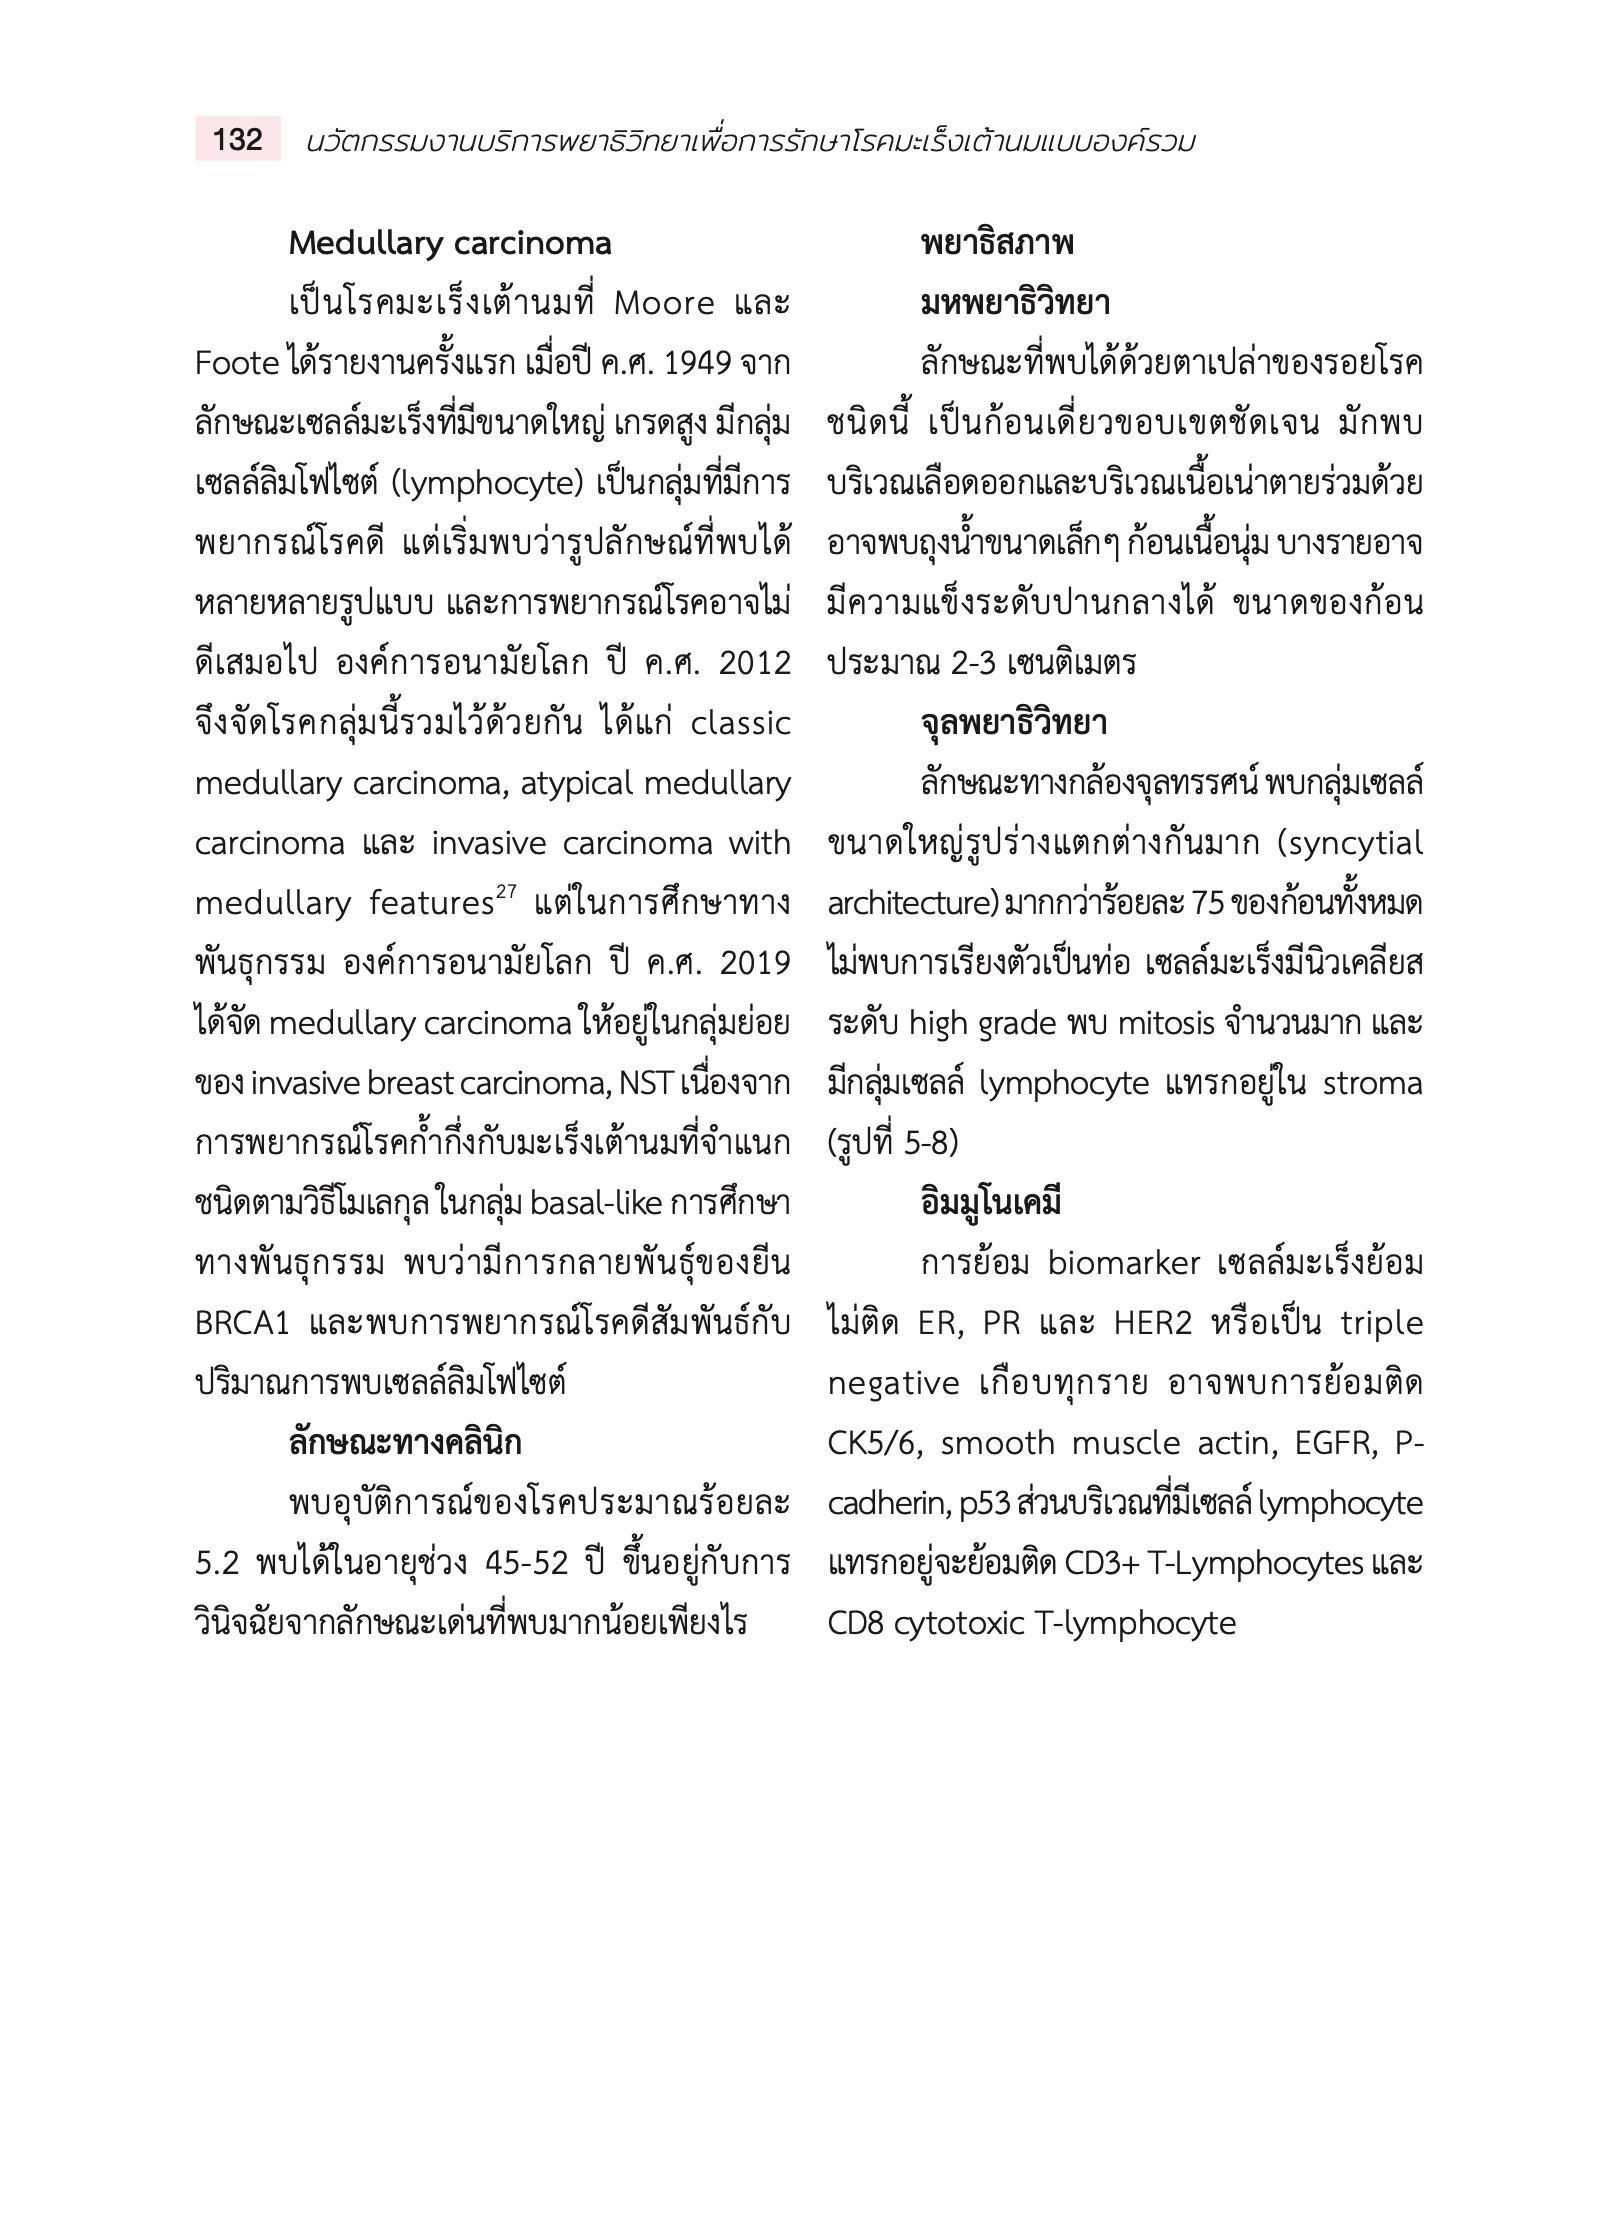 132 นวัตกรรมงานบริการพยาธิวิทยาเพื่อการรักษาโรคมะเร็งเต้านมแบบองค์รวม
Medullary carcinoma
เป็นโรคมะเร็งเต้านมที่ Moore และ
Foote ได้รายงานครั้งแรก เมื่อปี ค.ศ. 1949 จาก
ลักษณะเซลล์มะเร็งที่มีขนาดใหญ่ เกรดสูง มีกลุ่ม
เซลล์ลิมโฟไซต์ (lymphocyte) เป็นกลุ่มที่มีการ
พยากรณ์โรคดี แต่เริ่มพบว่ารูปลักษณ์ที่พบได้
หลายหลายรูปแบบ และการพยากรณ์โรคอาจไม่
ดีเสมอไป องค์การอนามัยโลก ปี ค.ศ. 2012
จึงจัดโรคกลุ่มนี้รวมไว้ด้วยกัน ได้แก่ classic
medullary carcinoma, atypical medullary
carcinoma และ invasive carcinoma with
medullary features27 แต่ในการศึกษาทาง
พันธุกรรม องค์การอนามัยโลก ปี ค.ศ. 2019
ได้จัด medullary carcinoma ให้อยู่ในกลุ่มย่อย
ของ invasive breast carcinoma, NST เนื่องจาก
การพยากรณ์โรคก้ำกึ่งกับมะเร็งเต้านมที่จำแนก
ชนิดตามวิธีโมเลกุล ในกลุ่ม basal-like การศึกษา
ทางพันธุกรรม พบว่ามีการกลายพันธุ์ของยีน
BRCA1 และพบการพยากรณ์โรคดีสัมพันธ์กับ
ปริมาณการพบเซลล์ลิมโฟไซต์
ลักษณะทางคลินิก
พบอุบัติการณ์ของโรคประมาณร้อยละ
5.2 พบได้ในอายุช่วง 45-52 ปี ขึ้นอยู่กับการ
วินิจฉัยจากลักษณะเด่นที่พบมากน้อยเพียงไร
พยาธิสภาพ
มหพยาธิวิทยา
ลักษณะที่พบได้ด้วยตาเปล่าของรอยโรค
ชนิดนี้ เป็นก้อนเดี่ยวขอบเขตชัดเจน มักพบ
บริเวณเลือดออกและบริเวณเนื้อเน่าตายร่วมด้วย
อาจพบถุงน้ำขนาดเล็กๆ ก้อนเนื้อนุ่ม บางรายอาจ
มีความแข็งระดับปานกลางได้ ขนาดของก้อน
ประมาณ 2-3 เซนติเมตร
จุลพยาธิวิทยา
ลักษณะทางกล้องจุลทรรศน์ พบกลุ่มเซลล์
ขนาดใหญ่รูปร่างแตกต่างกันมาก (syncytial
architecture) มากกว่าร้อยละ 75 ของก้อนทั้งหมด
ไม่พบการเรียงตัวเป็นท่อ เซลล์มะเร็งมีนิวเคลียส
ระดับ high grade พบ mitosis จำนวนมาก และ
มีกลุ่มเซลล์ lymphocyte แทรกอยู่ใน stroma
(รูปที่ 5-8)
อิมมูโนเคมี
การย้อม biomarker เซลล์มะเร็งย้อม
ไม่ติด ER, PR และ HER2 หรือเป็น triple
negative เกือบทุกราย อาจพบการย้อมติด
CK5/6, smooth muscle actin, EGFR, P-
cadherin, p53 ส่วนบริเวณที่มีเซลล์ lymphocyte
แทรกอยู่จะย้อมติด CD3+ T-Lymphocytes และ
CD8 cytotoxic T-lymphocyte